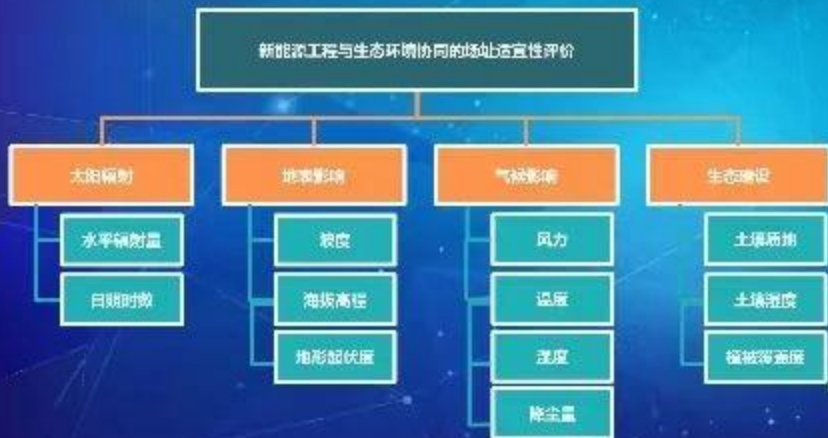 新能源工程与生态环境协同的场址适宜性评价
太阳辐射
地表影响
气候影响
生态建设
水平辐射量
日照时数
坡度
海拔高程
地形起伏度
风力
温度
湿度
降尘量
土壤质地
土壤湿度
植被覆盖度